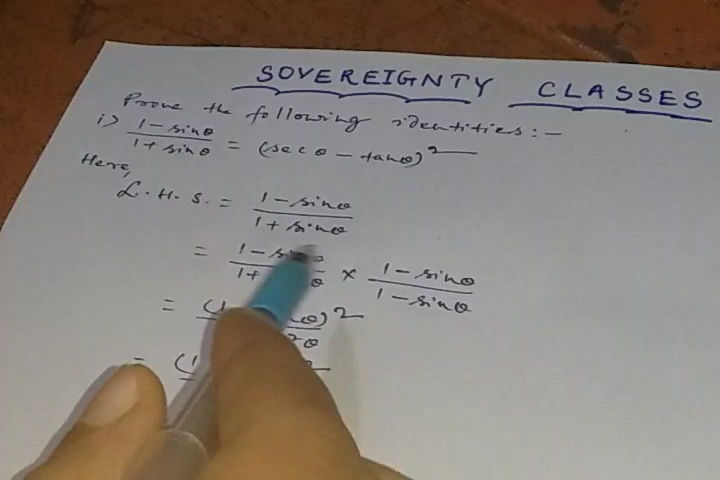 SOVEREIGNTY CLASSES
Prove the following identities:-
i> 1-sinθ / 1+sinθ = (secθ - tanθ)²
Here,
L.H.S. = 1-sinθ / 1+sinθ
= × 1-sinθ / 1-sinθ
=
=